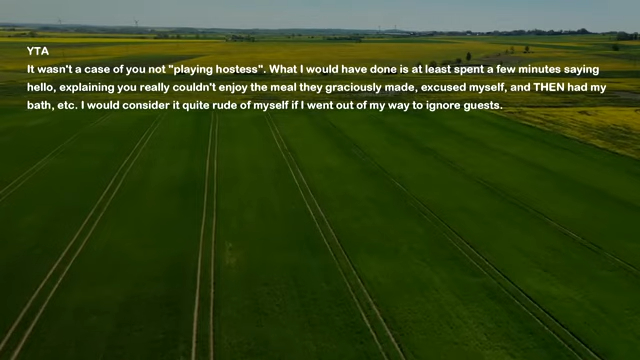 YTA
It wasn't a case of you not "playing hostess". What I would have done is at least spent a few minutes saying
hello, explaining you really couldn't enjoy the meal they graciously made, excused myself, and THEN had my
bath, etc. I would consider it quite rude of myself if I went out of my way to ignore guests.